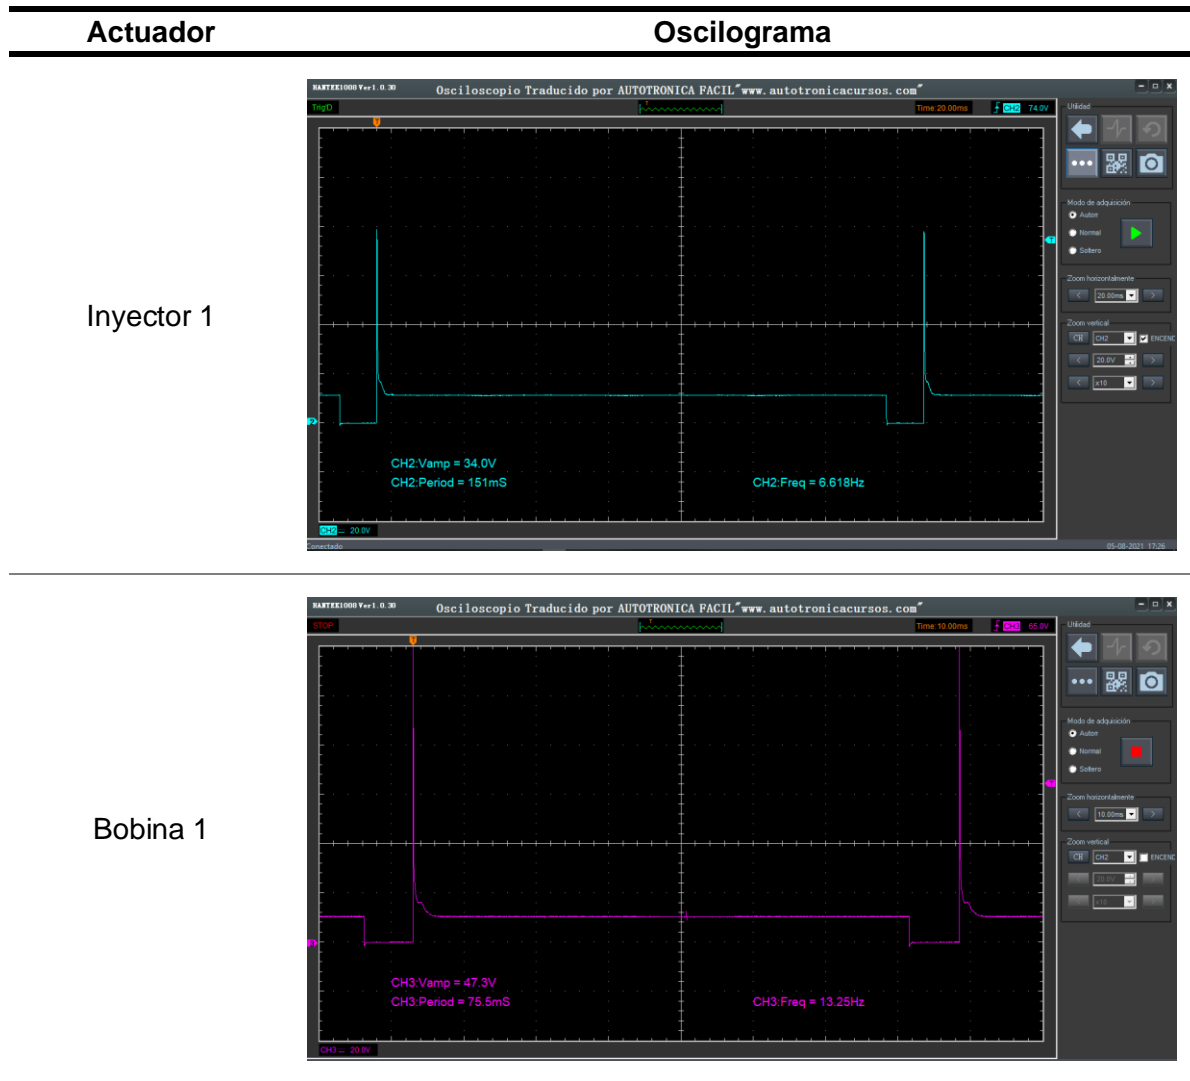 Actuador Oscilograma
HANTEK1008 Ver1.0.30 Osciloscopio Traducido por AUTOTRONICA FACIL"www.autotronicacursos.com"
Trig'D T Time:20.00ms CH2 74.0V
Utilidad
T
Modo de adquisición
Autom
Normal
Soltero
T
Zoom horizontalmente
20.00ms
Inyector 1
Zoom vertical
CH CH2 ENCEND
20.0V
x10
2
CH2:Vamp = 34.0V
CH2:Period = 151mS CH2:Freq = 6.618Hz
CH2 20.0V
Conectado 05-08-2021 17:26
HANTEK1008 Ver1.0.30 Osciloscopio Traducido por AUTOTRONICA FACIL"www.autotronicacursos.com"
STOP T Time:10.00ms CH3 65.0V
Utilidad
T
Modo de adquisición
Autom
Normal
Soltero
T
Zoom horizontalmente
10.00ms
Bobina 1
Zoom vertical
CH CH2 ENCEND
20.0V
x10
3
CH3:Vamp = 47.3V
CH3:Period = 75.5mS CH3:Freq = 13.25Hz
CH3 20.0V